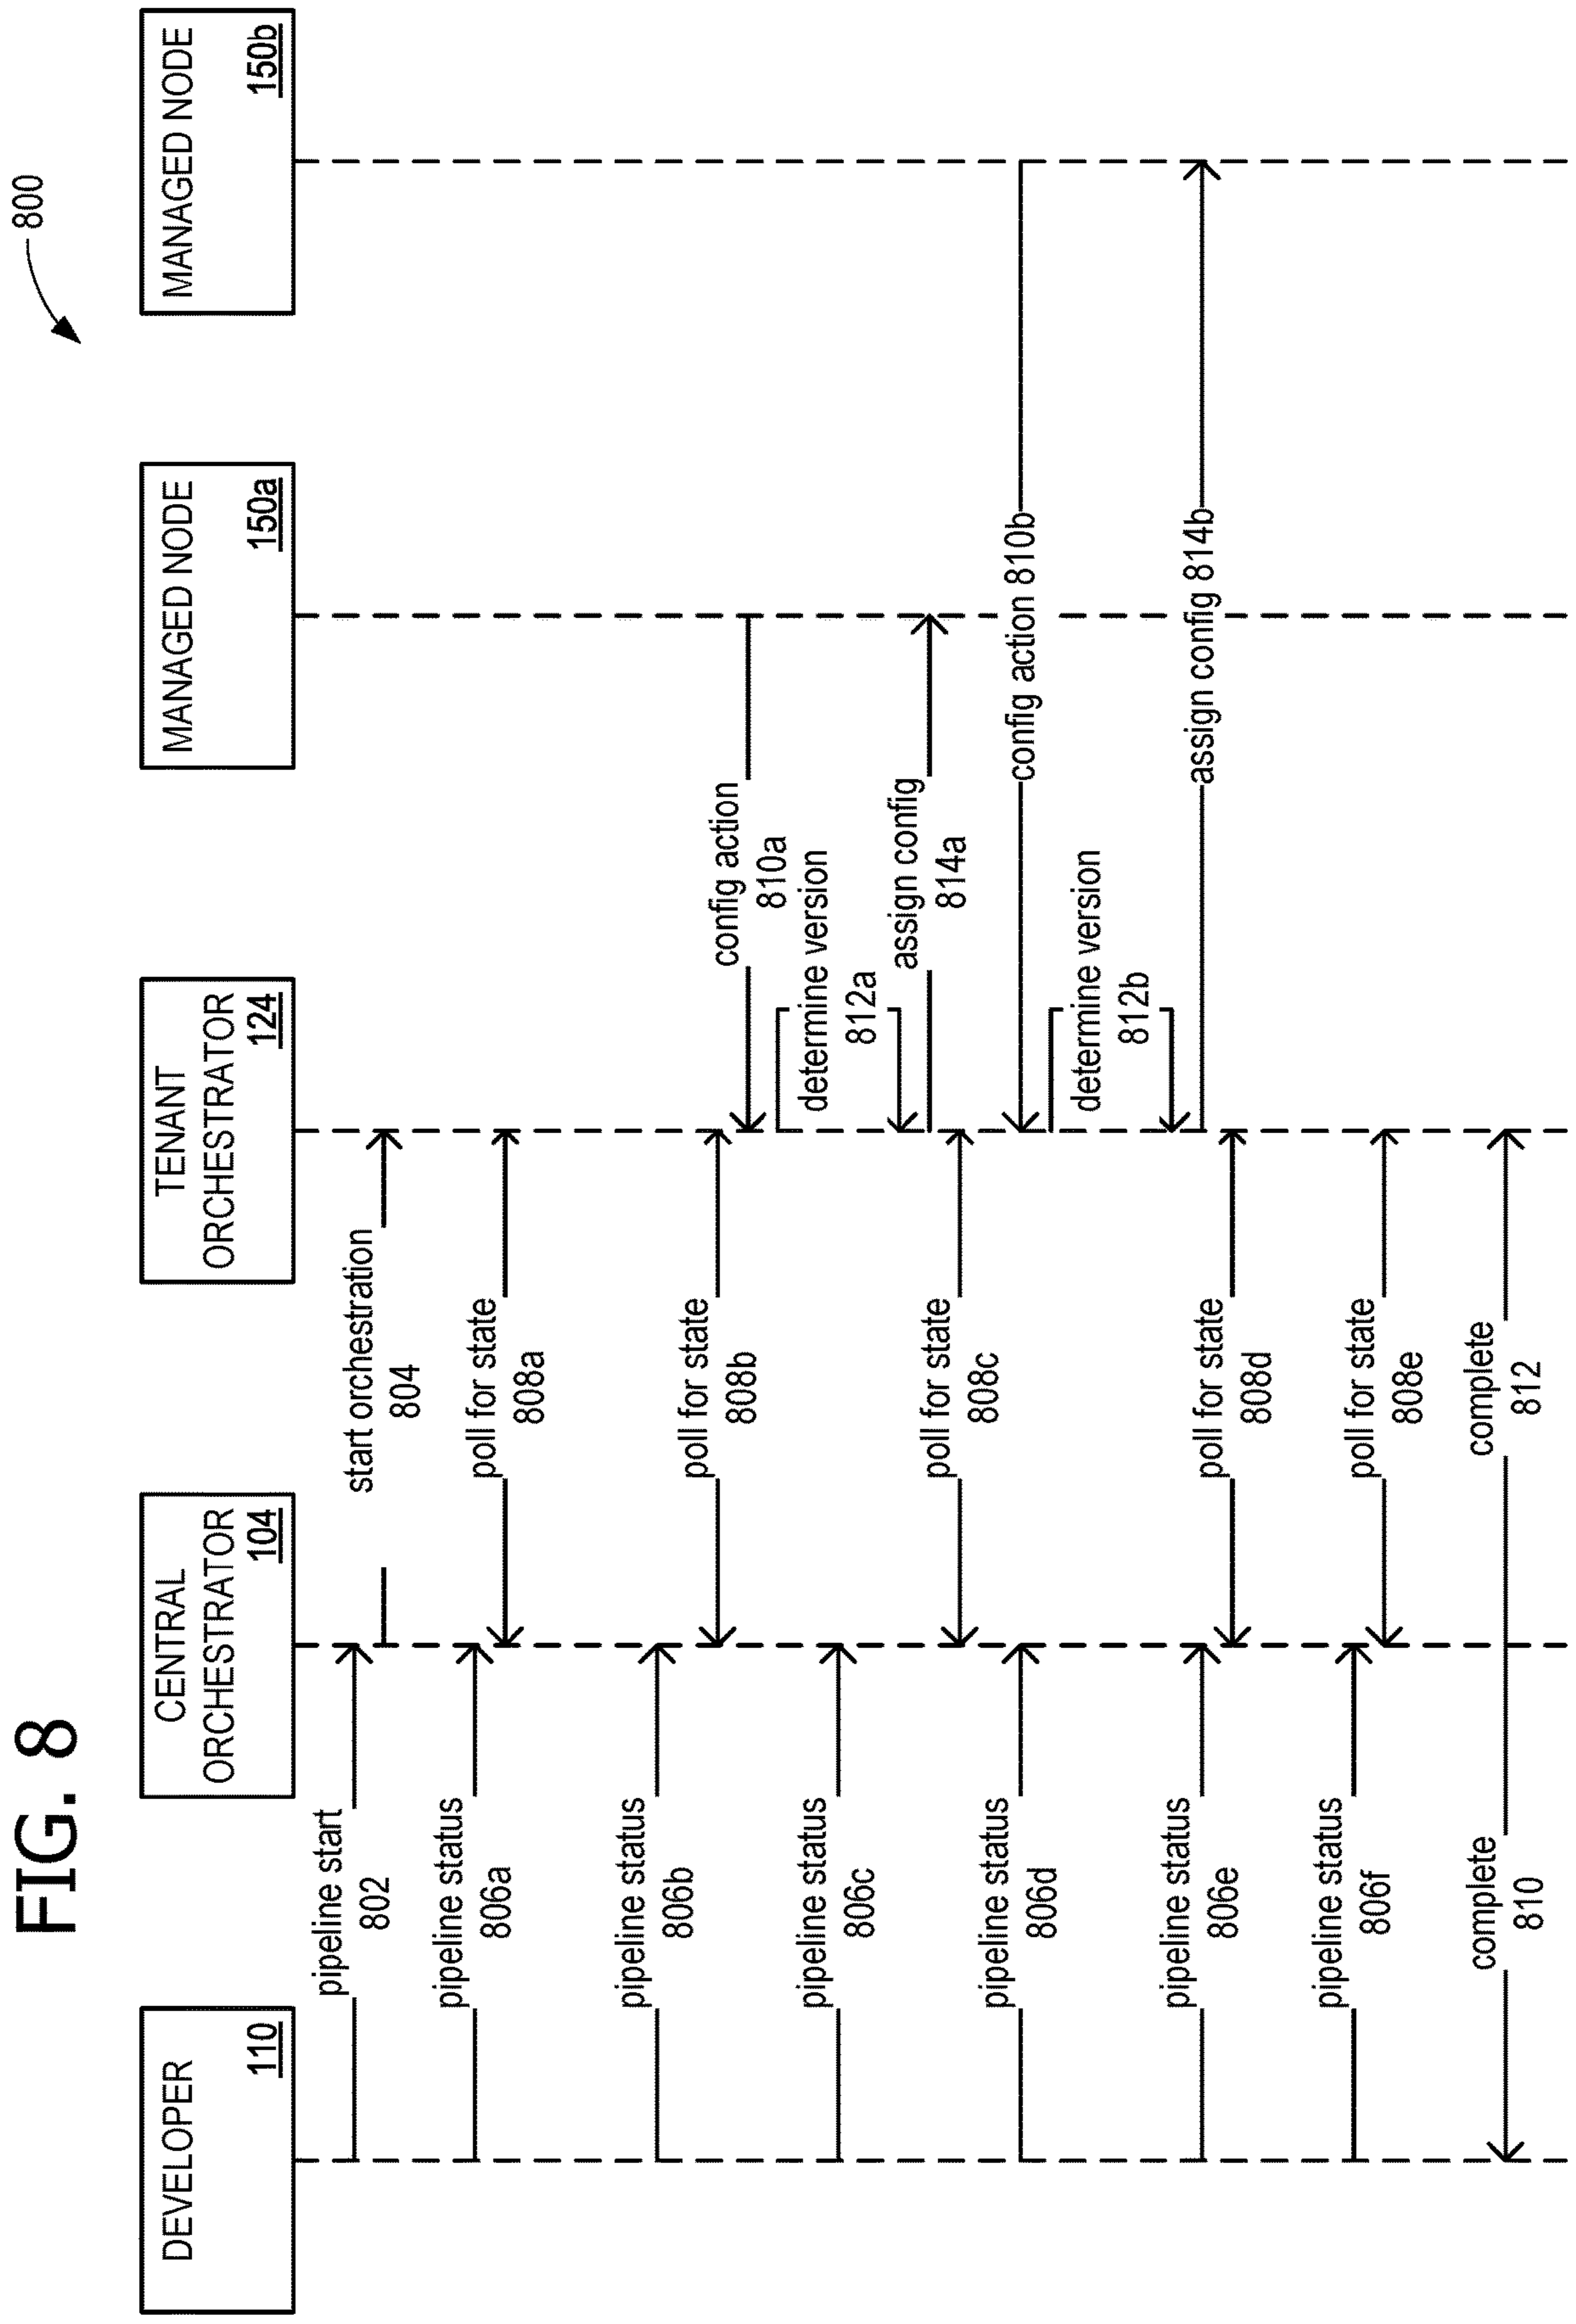 FIG. 8
800
DEVELOPER
110
CENTRAL
ORCHESTRATOR
104
TENANT
ORCHESTRATOR
124
MANAGED NODE
150a
MANAGED NODE
150b
pipeline start
802
start orchestration
804
pipeline status
806a
poll for state
808a
pipeline status
806b
poll for state
808b
config action
810a
determine version
812a
pipeline status
806c
assign config
814a
poll for state
808c
config action 810b
pipeline status
806d
determine version
812b
assign config 814b
pipeline status
806e
poll for state
808d
pipeline status
806f
poll for state
808e
complete
810
complete
812